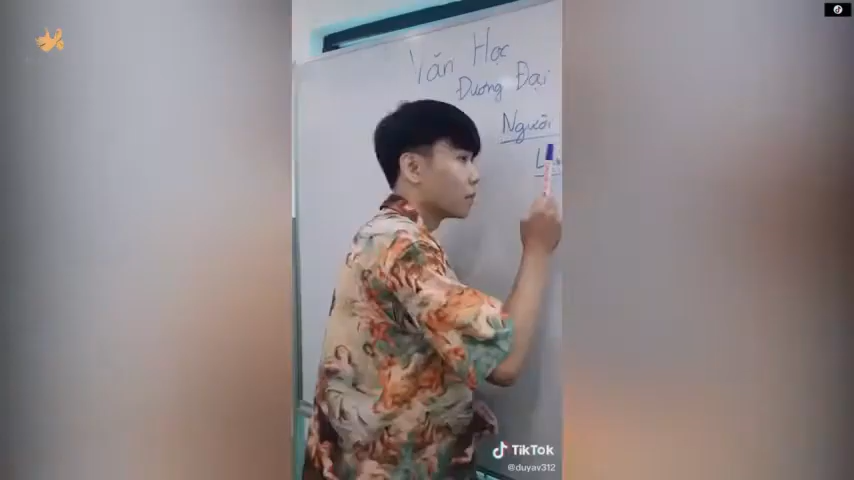 Văn Học
Đương Đại
Người
TikTok
@duyav312